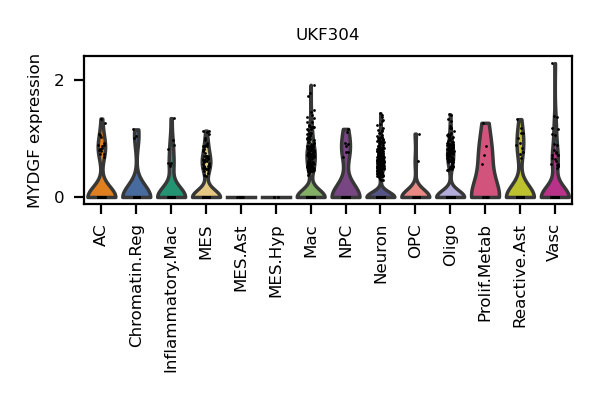 UKF304
MYDGF expression
2
0
AC
Chromatin.Reg
Inflammatory.Mac
MES
MES.Ast
MES.Hyp
Mac
NPC
Neuron
OPC
Oligo
Prolif.Metab
Reactive.Ast
Vasc